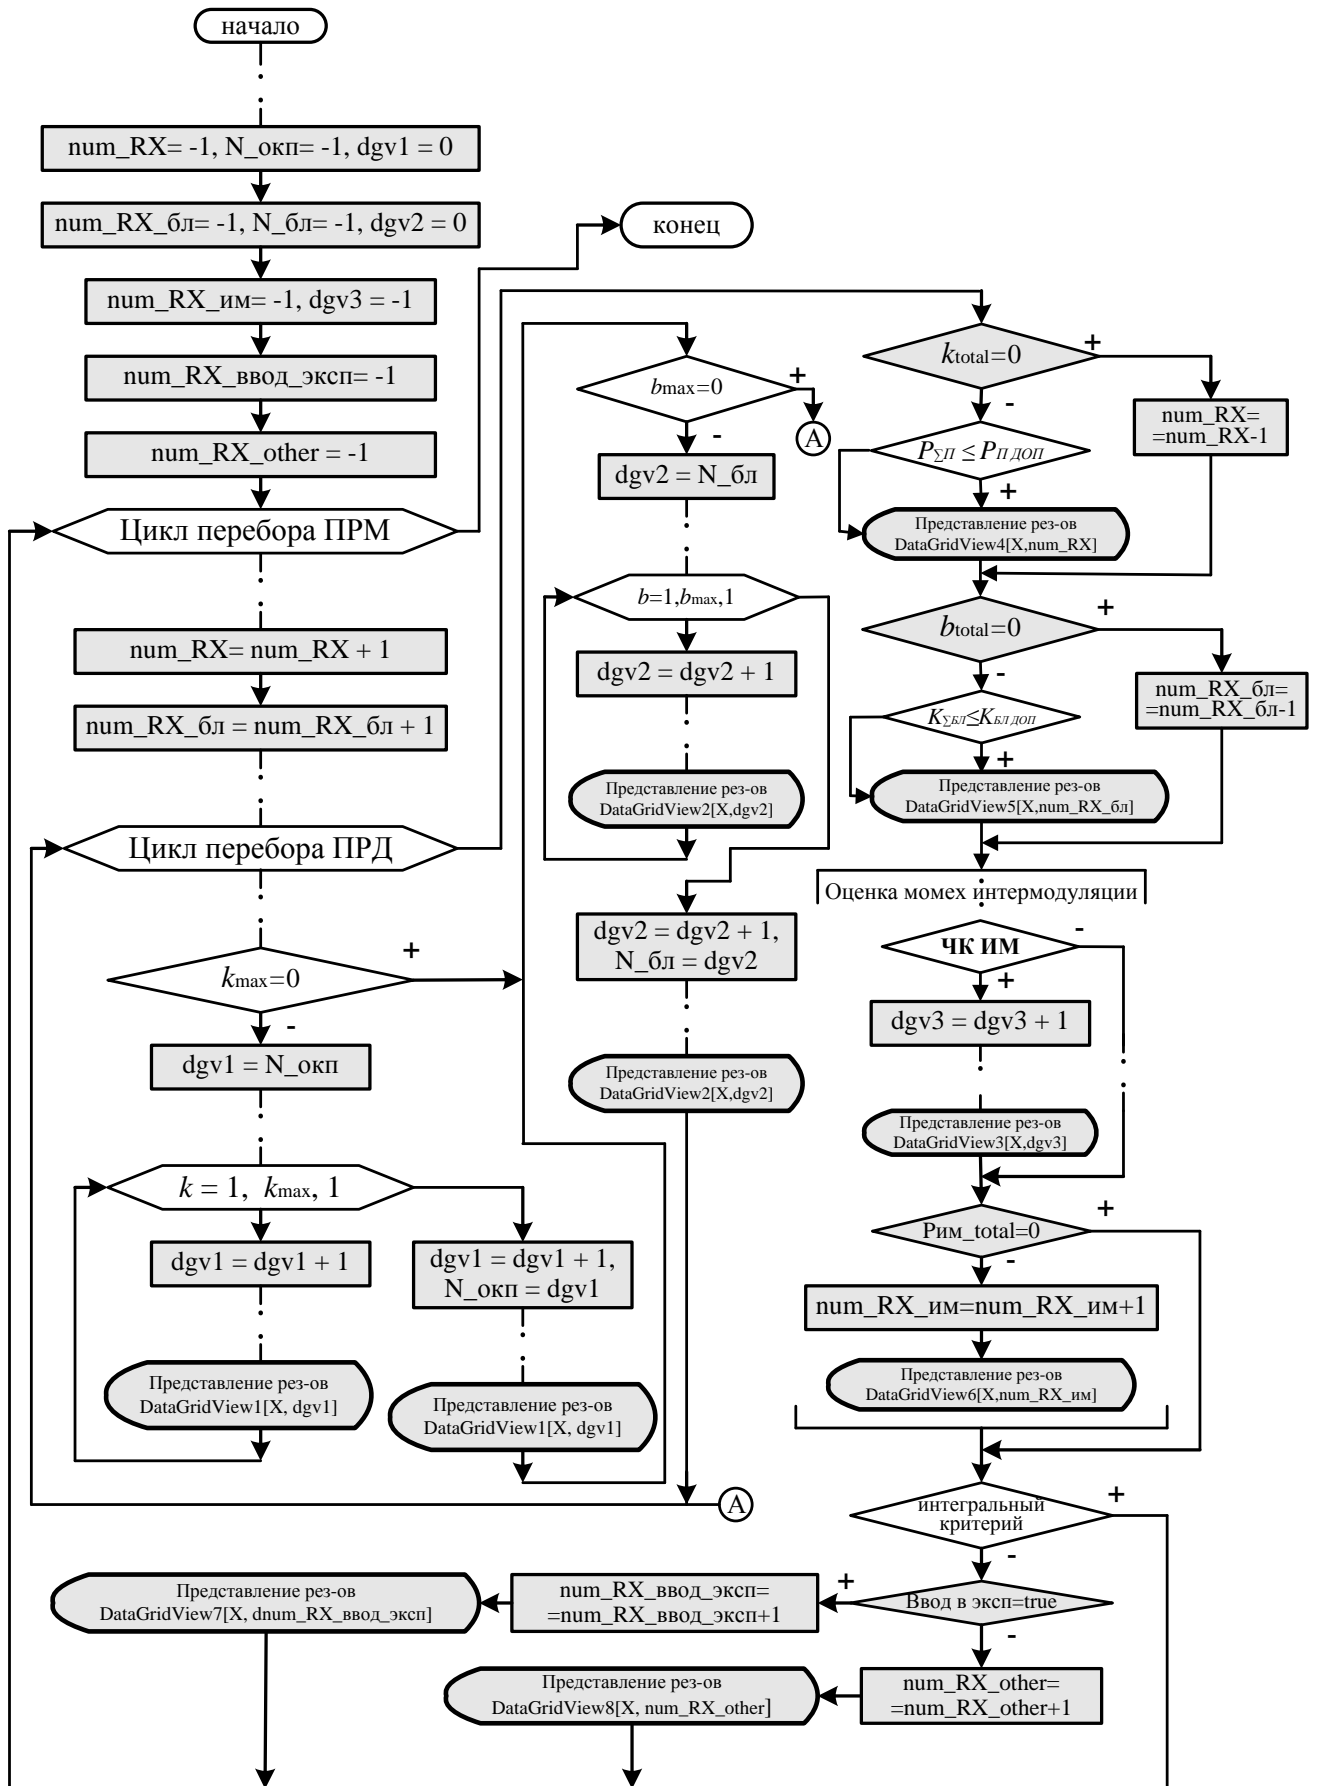 начало
num_RX= -1, N_окп= -1, dgv1 = 0
num_RX_бл= -1, N_бл= -1, dgv2 = 0
num_RX_им= -1, dgv3 = -1
num_RX_ввод_эксп= -1
num_RX_other = -1
Цикл перебора ПРМ
num_RX= num_RX + 1
num_RX_бл = num_RX_бл + 1
Цикл перебора ПРД
+
kmax=0
-
dgv1 = N_окп
k = 1, kmax, 1
dgv1 = dgv1 + 1
Представление рез-ов
DataGridView1[X, dgv1]
dgv1 = dgv1 + 1,
N_окп = dgv1
Представление рез-ов
DataGridView1[X, dgv1]
конец
bmax=0
+
A
-
dgv2 = N_бл
b=1,bmax,1
dgv2 = dgv2 + 1
Представление рез-ов
DataGridView2[X,dgv2]
dgv2 = dgv2 + 1,
N_бл = dgv2
Представление рез-ов
DataGridView2[X,dgv2]
A
ktotal=0
+
-
num_RX=
=num_RX-1
PΣП ≤ PП ДОП
+
Представление рез-ов
DataGridView4[X,num_RX]
btotal=0
+
-
num_RX_бл=
=num_RX_бл-1
KΣБЛ≤KБЛ ДОП
+
Представление рез-ов
DataGridView5[X,num_RX_бл]
Оценка момех интермодуляции
ЧК ИМ
-
+
dgv3 = dgv3 + 1
Представление рез-ов
DataGridView3[X,dgv3]
Рим_total=0
+
-
num_RX_им=num_RX_им+1
Представление рез-ов
DataGridView6[X,num_RX_им]
интегральный
критерий
+
-
Ввод в эксп=true
+
-
num_RX_ввод_эксп=
=num_RX_ввод_эксп+1
Представление рез-ов
DataGridView7[X, dnum_RX_ввод_эксп]
num_RX_other=
=num_RX_other+1
Представление рез-ов
DataGridView8[X, num_RX_other]